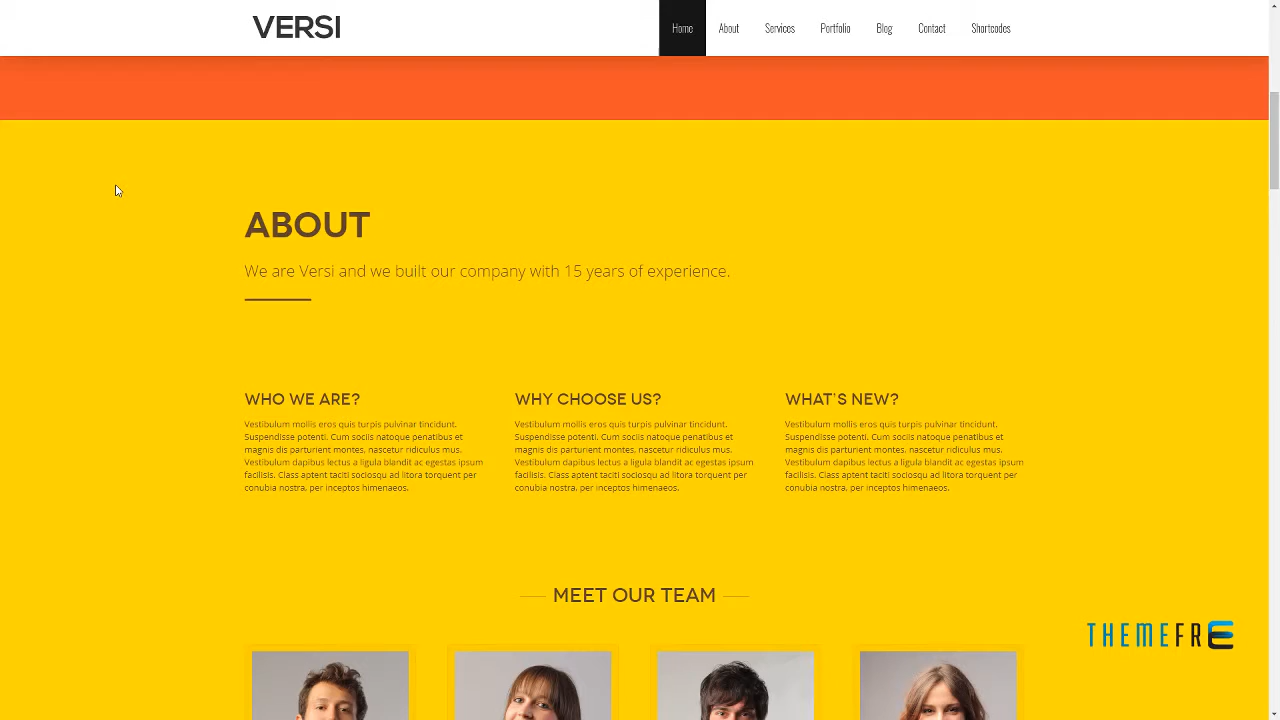 VERSI
Home About Services Portfolio Blog Contact Shortcodes
ABOUT
We are Versi and we built our company with 15 years of experience.
WHO WE ARE?
Vestibulum mollis eros quis turpis pulvinar tincidunt.
Suspendisse potenti. Cum sociis natoque penatibus et
magnis dis parturient montes, nascetur ridiculus mus.
Vestibulum dapibus lectus a ligula blandit ac egestas ipsum
facilisis. Class aptent taciti sociosqu ad litora torquent per
conubia nostra, per inceptos himenaeos.
WHY CHOOSE US?
Vestibulum mollis eros quis turpis pulvinar tincidunt.
Suspendisse potenti. Cum sociis natoque penatibus et
magnis dis parturient montes, nascetur ridiculus mus.
Vestibulum dapibus lectus a ligula blandit ac egestas ipsum
facilisis. Class aptent taciti sociosqu ad litora torquent per
conubia nostra, per inceptos himenaeos.
WHAT'S NEW?
Vestibulum mollis eros quis turpis pulvinar tincidunt.
Suspendisse potenti. Cum sociis natoque penatibus et
magnis dis parturient montes, nascetur ridiculus mus.
Vestibulum dapibus lectus a ligula blandit ac egestas ipsum
facilisis. Class aptent taciti sociosqu ad litora torquent per
conubia nostra, per inceptos himenaeos.
MEET OUR TEAM
THEMEFRE